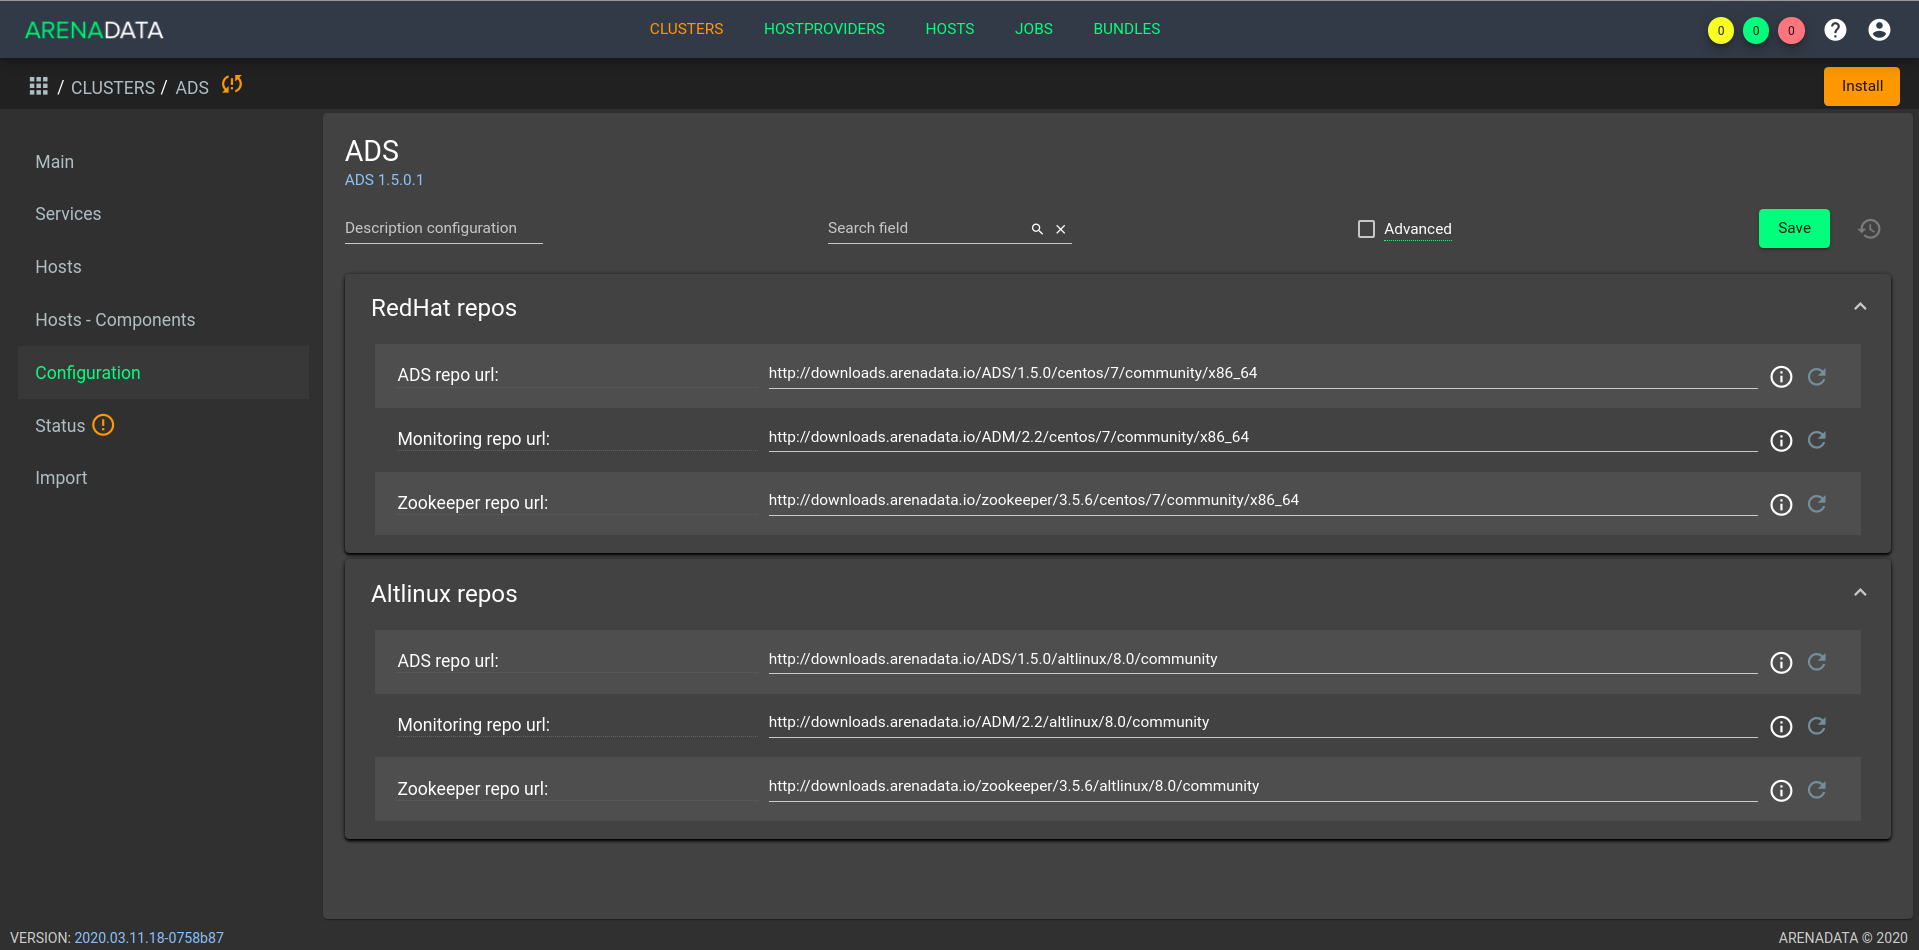 ARENADATA
CLUSTERS HOSTPROVIDERS HOSTS JOBS BUNDLES
0 0 0
/ CLUSTERS / ADS
Install
Main
Services
Hosts
Hosts - Components
Configuration
Status
Import
ADS
ADS 1.5.0.1
Description configuration
Search field
Advanced
Save
RedHat repos
ADS repo url: http://downloads.arenadata.io/ADS/1.5.0/centos/7/community/x86_64
Monitoring repo url: http://downloads.arenadata.io/ADM/2.2/centos/7/community/x86_64
Zookeeper repo url: http://downloads.arenadata.io/zookeeper/3.5.6/centos/7/community/x86_64
Altlinux repos
ADS repo url: http://downloads.arenadata.io/ADS/1.5.0/altlinux/8.0/community
Monitoring repo url: http://downloads.arenadata.io/ADM/2.2/altlinux/8.0/community
Zookeeper repo url: http://downloads.arenadata.io/zookeeper/3.5.6/altlinux/8.0/community
VERSION: 2020.03.11.18-0758b87
ARENADATA © 2020